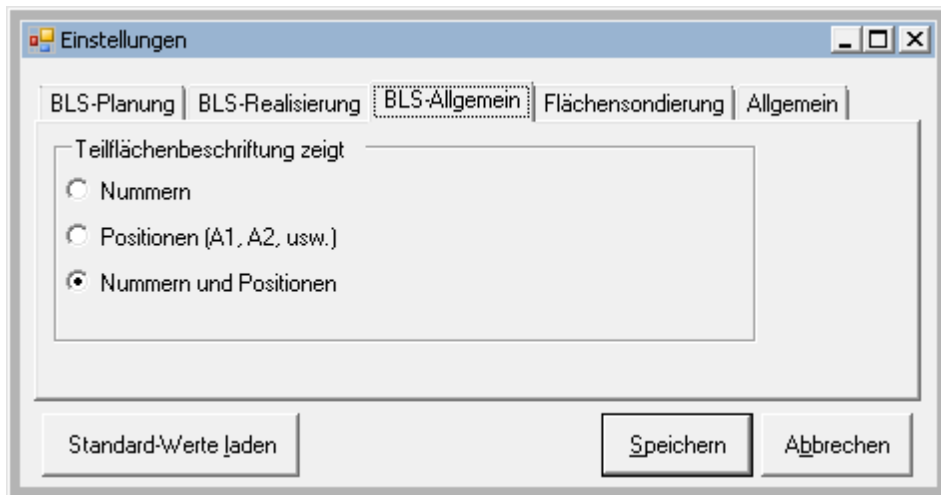 Einstellungen
BLS-Planung BLS-Realisierung BLS-Allgemein Flächensondierung Allgemein
Teilflächenbeschriftung zeigt
Nummern
Positionen (A1, A2, usw.)
Nummern und Positionen
Standard-Werte laden Speichern Abbrechen